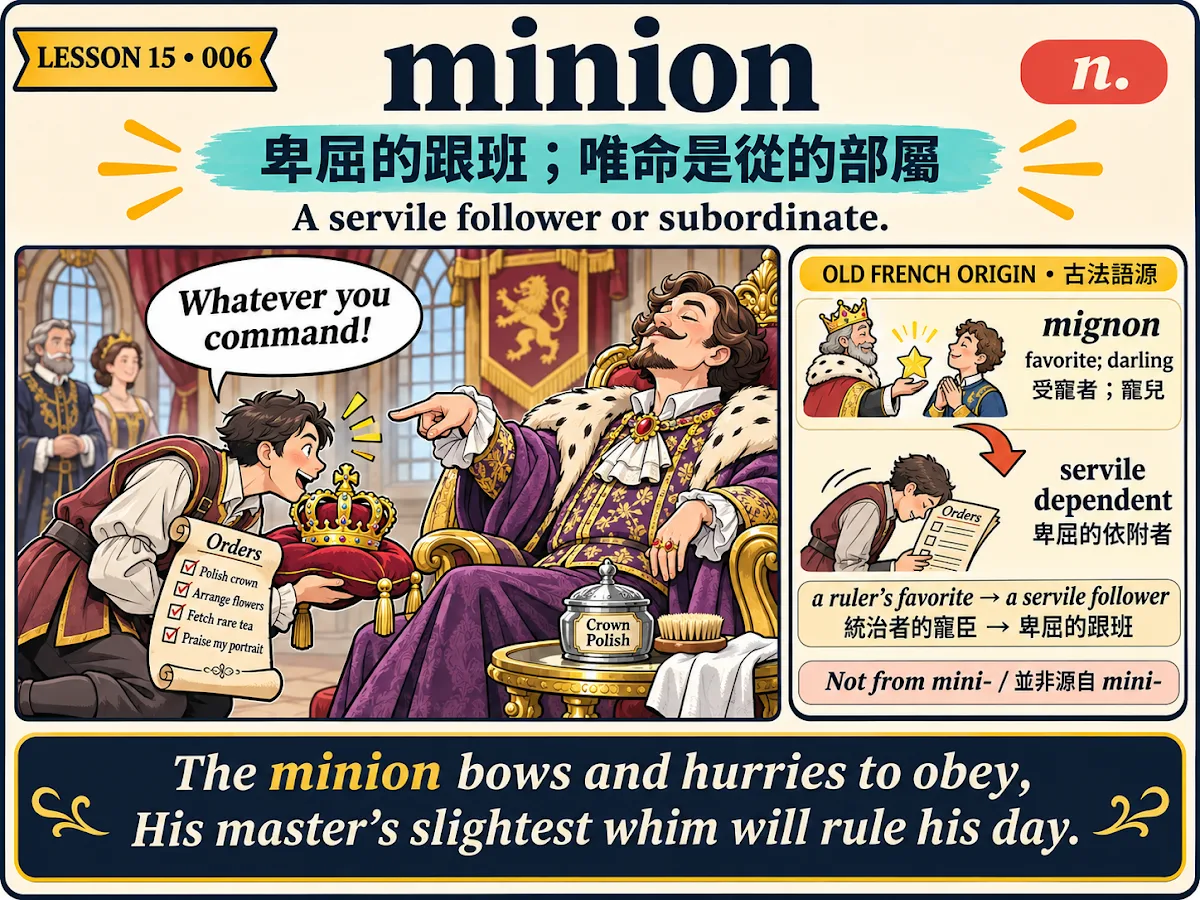 LESSON 15 • 006
minion
n.
卑屈的跟班；唯命是從的部屬
A servile follower or subordinate.
Whatever you
command!
Orders
Polish crown
Arrange flowers
Fetch rare tea
Praise my portrait
Crown
Polish
OLD FRENCH ORIGIN • 古法語源
mignon
favorite; darling
受寵者；寵兒
Orders
servile
dependent
卑屈的依附者
a ruler's favorite → a servile follower
統治者的寵臣 → 卑屈的跟班
Not from mini- / 並非源自 mini-
The minion bows and hurries to obey,
His master's slightest whim will rule his day.